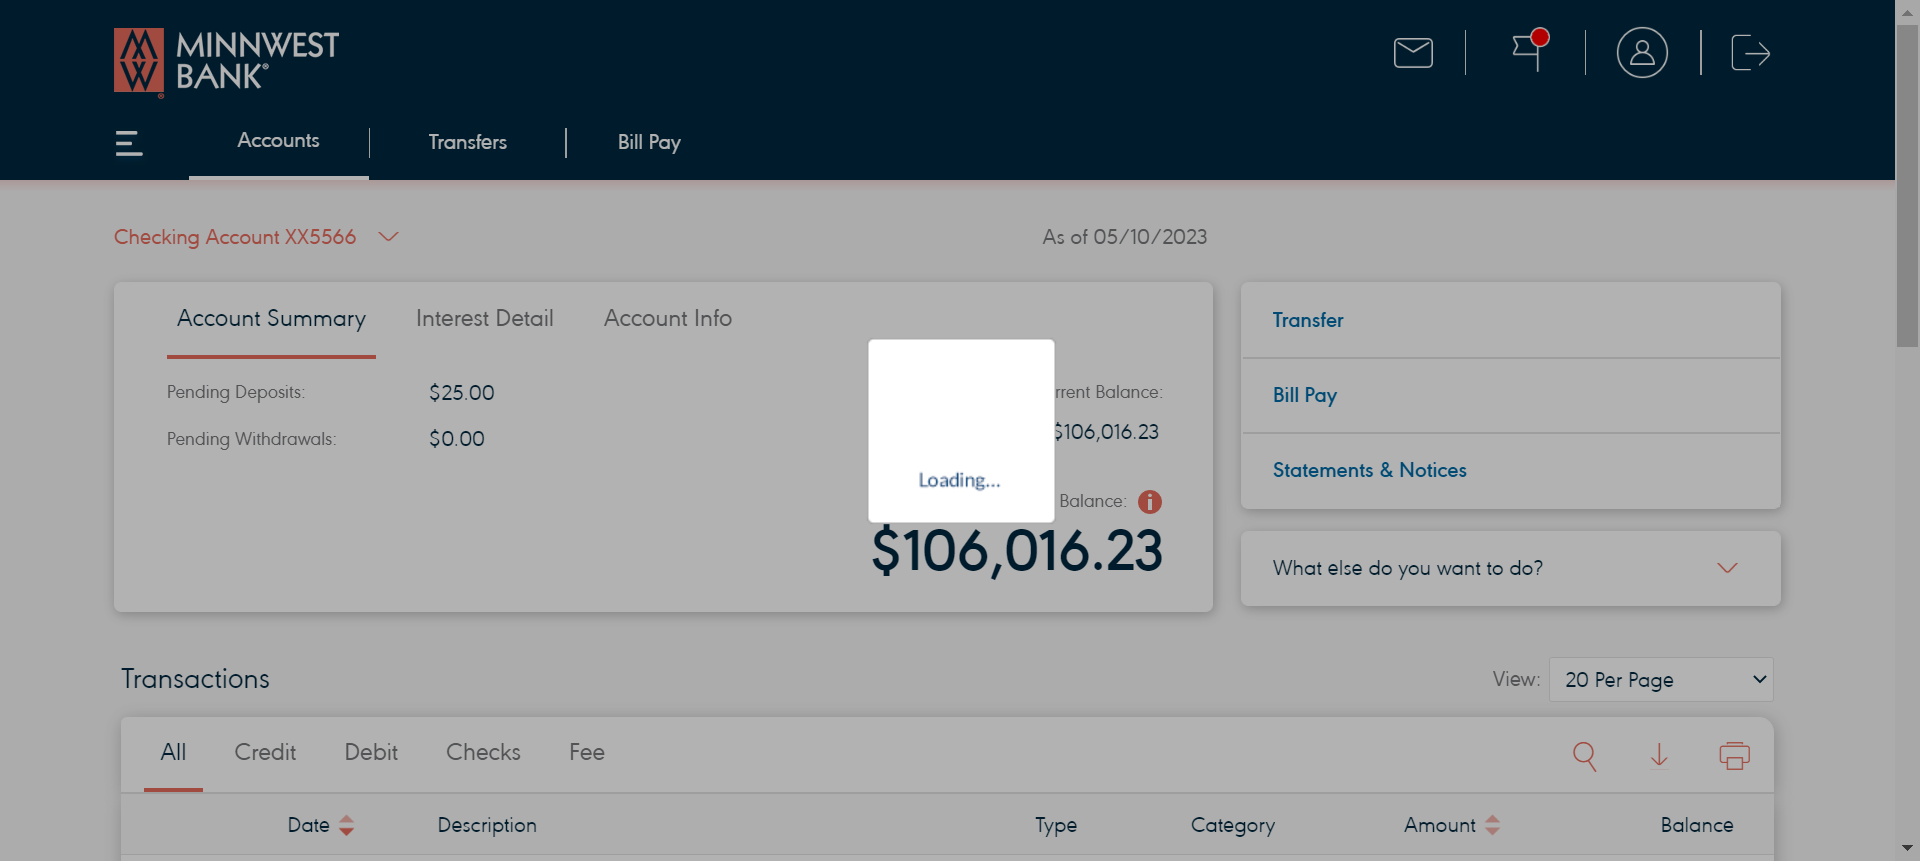 MINNWEST
BANK®
Accounts
Transfers
Bill Pay
Checking Account XX5566
As of 05/10/2023
Account Summary
Interest Detail
Account Info
Pending Deposits:
$25.00
Pending Withdrawals:
$0.00
rrent Balance:
$106,016.23
Balance:
$106,016.23
Loading...
Transfer
Bill Pay
Statements & Notices
What else do you want to do?
Transactions
View:
20 Per Page
All
Credit
Debit
Checks
Fee
Date
Description
Type
Category
Amount
Balance